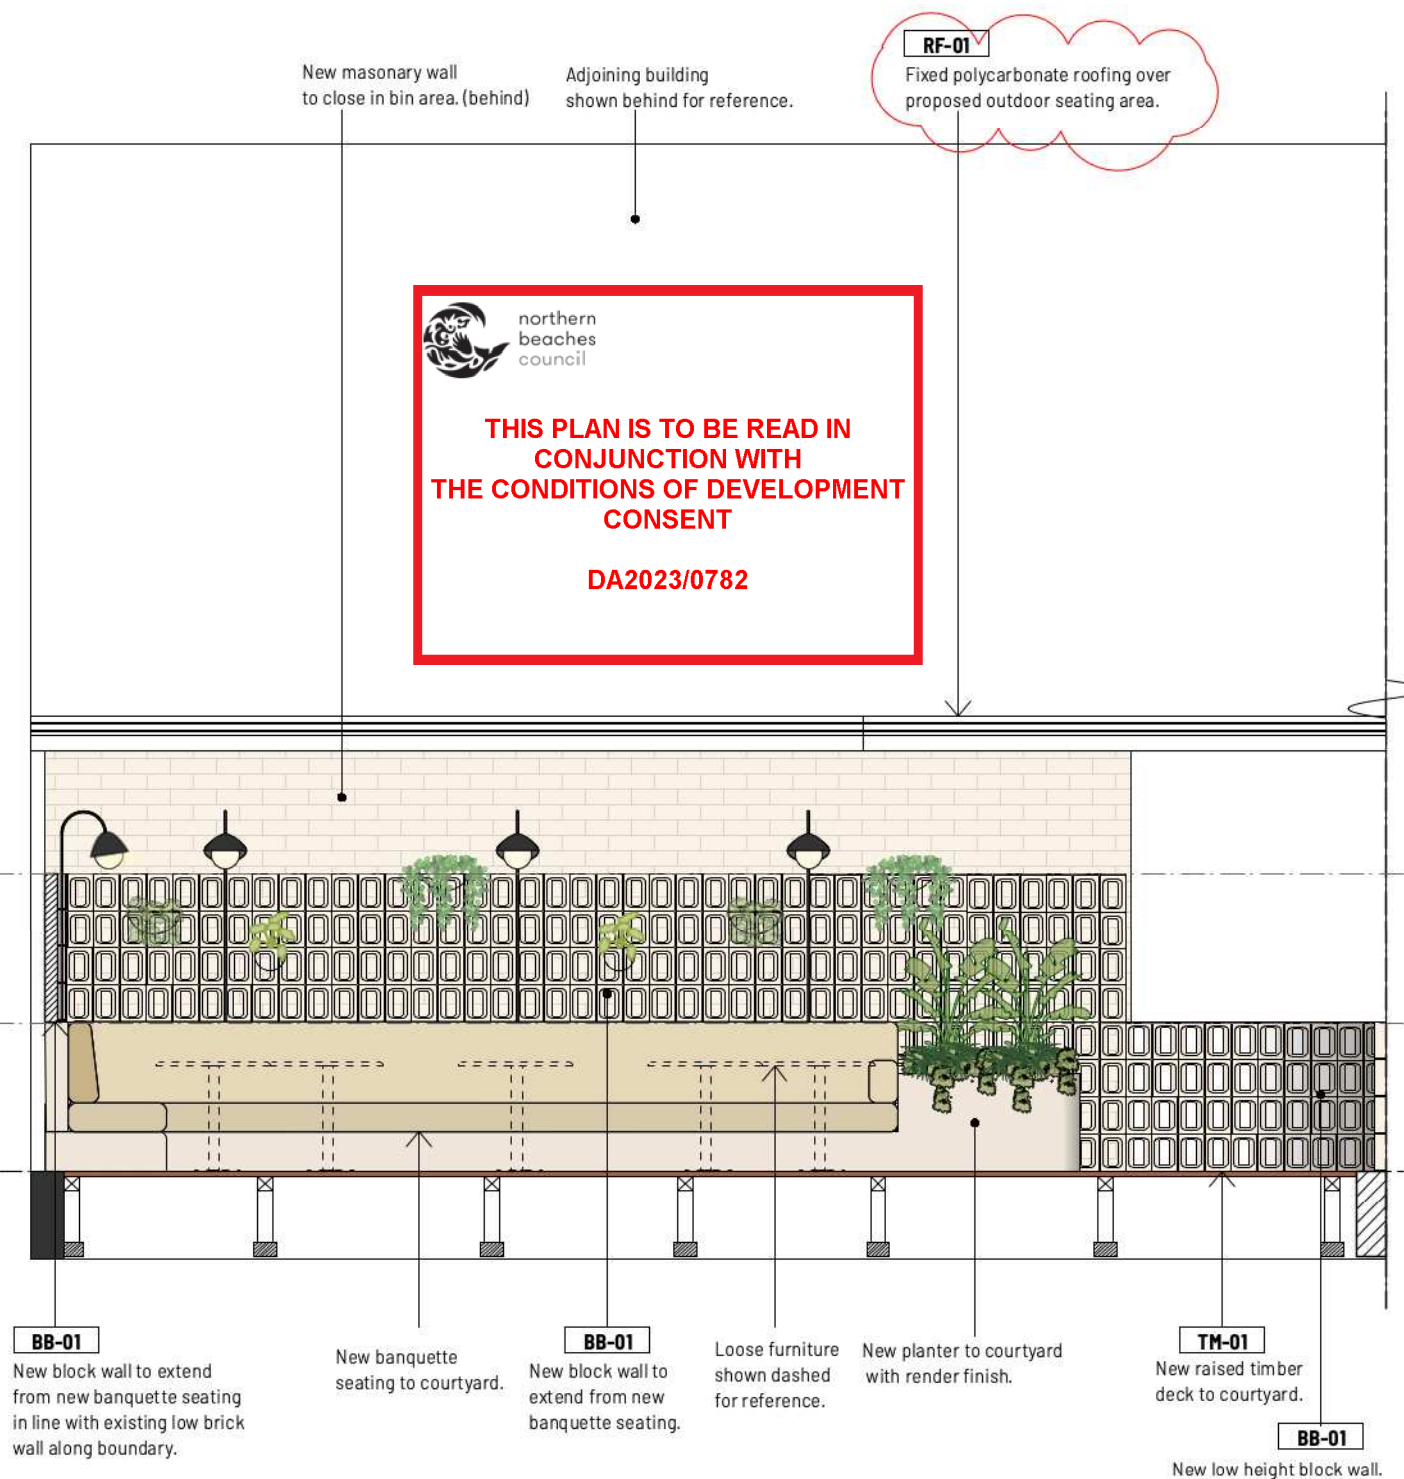 New masonary wall
to close in bin area. (behind)
Adjoining building
shown behind for reference.
RF-01
Fixed polycarbonate roofing over
proposed outdoor seating area.
northern
beaches
council
THIS PLAN IS TO BE READ IN
CONJUNCTION WITH
THE CONDITIONS OF DEVELOPMENT
CONSENT
DA2023/0782
BB-01
New block wall to extend
from new banquette seating
in line with existing low brick
wall along boundary.
New banquette
seating to courtyard.
BB-01
New block wall to
extend from new
banquette seating.
Loose furniture
shown dashed
for reference.
New planter to courtyard
with render finish.
TM-01
New raised timber
deck to courtyard.
BB-01
New low height block wall.